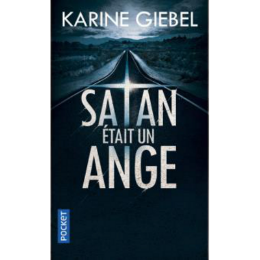 KARINE GIEBEL
SATAN
ÉTAIT UN
ANGE
POCKET